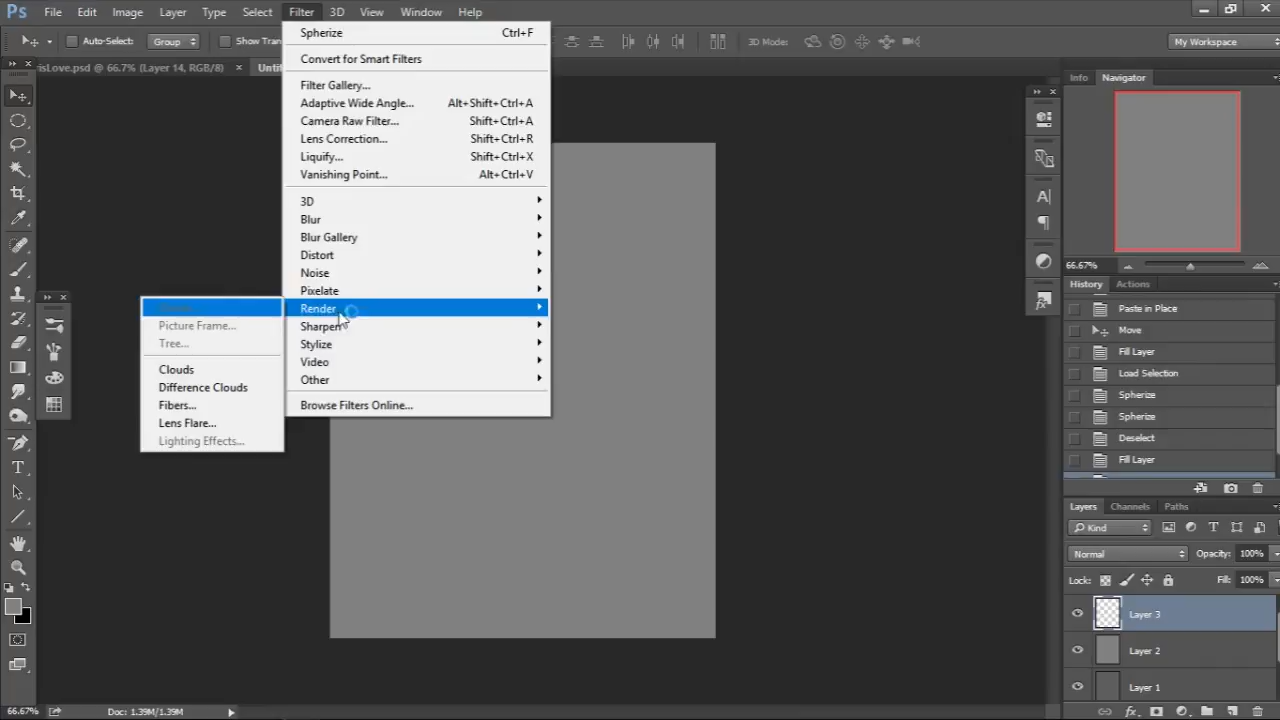 Ps File Edit Image Layer Type Select Filter 3D View Window Help
Auto-Select: Group Show Tran 3D Mode: My Workspace
isLove.psd @ 66.7% (Layer 14, RGB/8) × Unti
Spherize Ctrl+F
Convert for Smart Filters
Filter Gallery...
Adaptive Wide Angle... Alt+Shift+Ctrl+A
Camera Raw Filter... Shift+Ctrl+A
Lens Correction... Shift+Ctrl+R
Liquify... Shift+Ctrl+X
Vanishing Point... Alt+Ctrl+V
3D
Blur
Blur Gallery
Distort
Noise
Pixelate
Render
Sharpen
Stylize
Video
Other
Browse Filters Online...
Picture Frame...
Tree...
Clouds
Difference Clouds
Fibers...
Lens Flare...
Lighting Effects...
Info Navigator
66.67%
History Actions
Paste in Place
Move
Fill Layer
Load Selection
Spherize
Spherize
Deselect
Fill Layer
Layers Channels Paths
Kind
Normal Opacity: 100%
Lock: Fill: 100%
Layer 3
Layer 2
Layer 1
66.67% Doc: 1.39M/1.39M